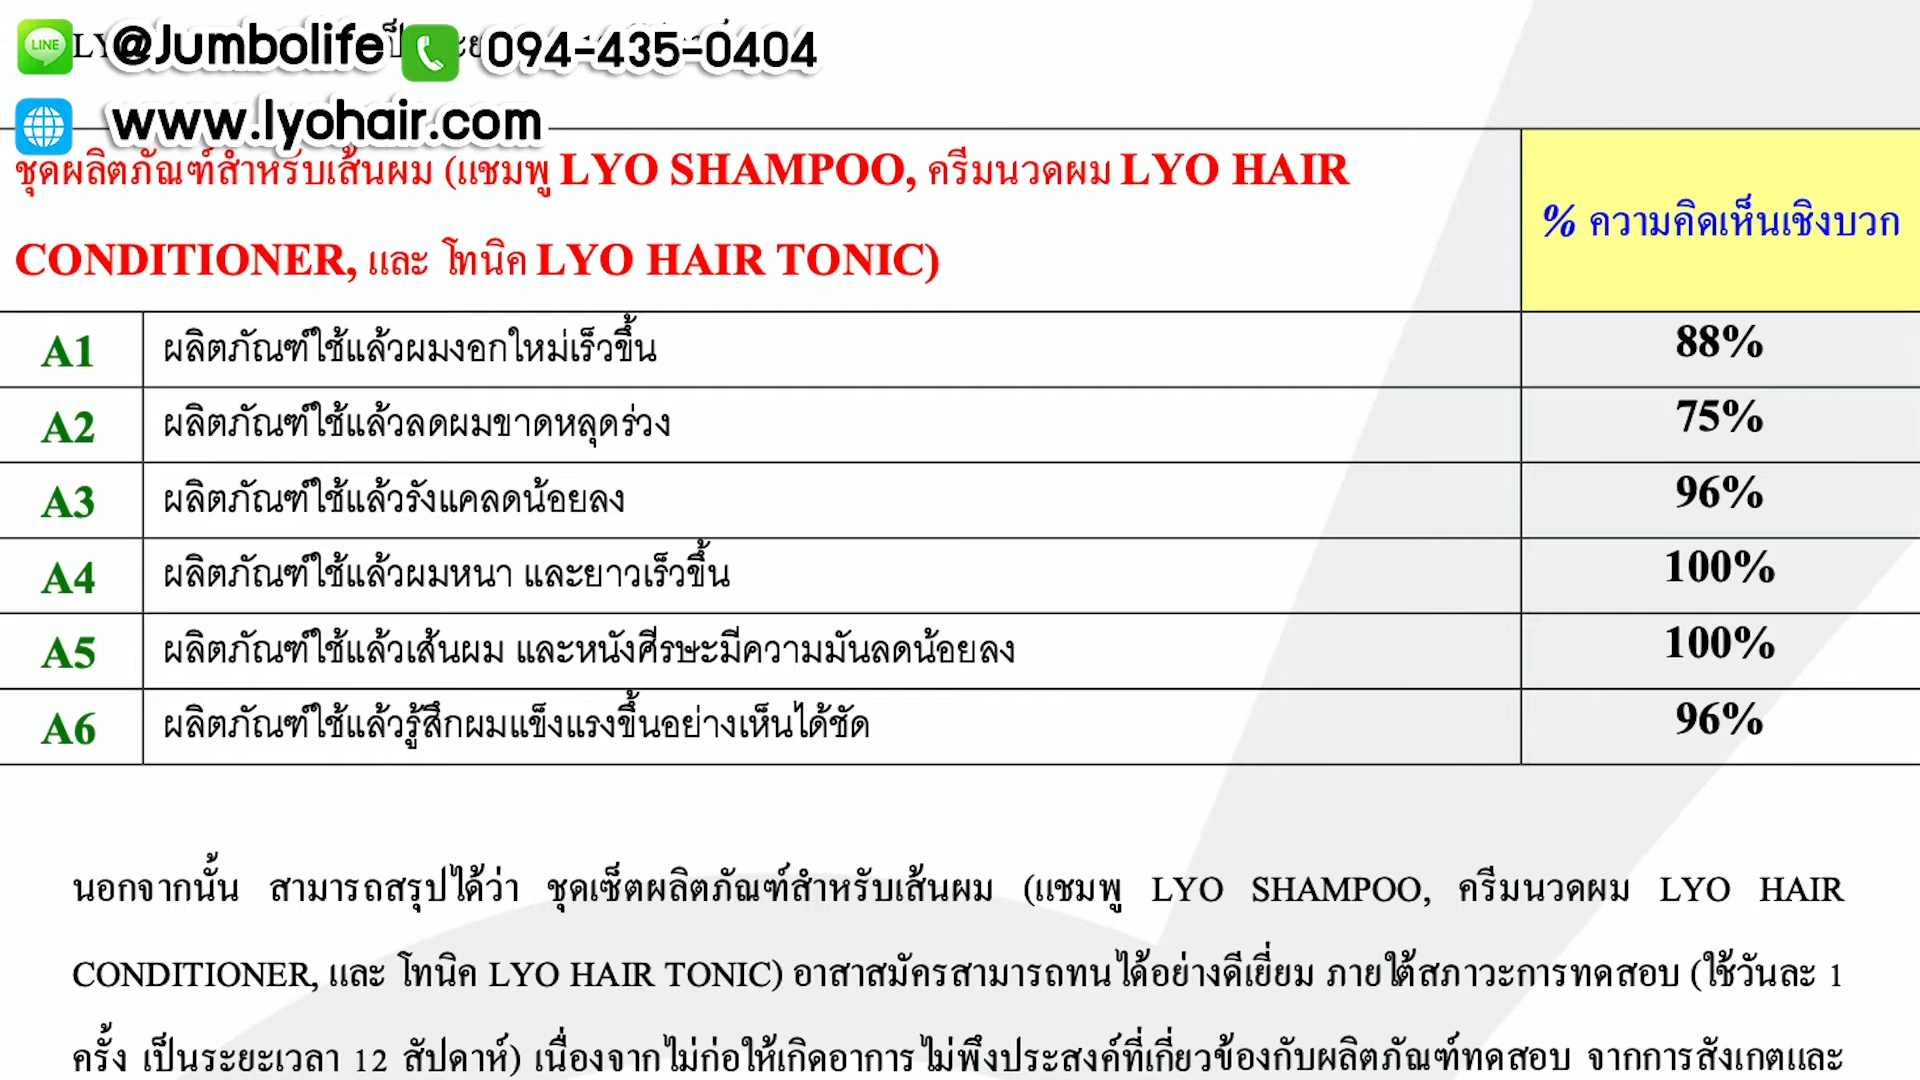 @Jumbolife 094-435-0404
www.lyohair.com
ชุดผลิตภัณฑ์สำหรับเส้นผม (แชมพู LYO SHAMPOO, ครีมนวดผม LYO HAIR
CONDITIONER, และ โทนิค LYO HAIR TONIC)
% ความคิดเห็นเชิงบวก
A1 ผลิตภัณฑ์ใช้แล้วผมงอกใหม่เร็วขึ้น 88%
A2 ผลิตภัณฑ์ใช้แล้วลดผมขาดหลุดร่วง 75%
A3 ผลิตภัณฑ์ใช้แล้วรังแคลดน้อยลง 96%
A4 ผลิตภัณฑ์ใช้แล้วผมหนา และยาวเร็วขึ้น 100%
A5 ผลิตภัณฑ์ใช้แล้วเส้นผม และหนังศีรษะมีความมันลดน้อยลง 100%
A6 ผลิตภัณฑ์ใช้แล้วรู้สึกผมแข็งแรงขึ้นอย่างเห็นได้ชัด 96%
นอกจากนั้น สามารถสรุปได้ว่า ชุดเซ็ตผลิตภัณฑ์สำหรับเส้นผม (แชมพู LYO SHAMPOO, ครีมนวดผม LYO HAIR
CONDITIONER, และ โทนิค LYO HAIR TONIC) อาสาสมัครสามารถทนได้อย่างดีเยี่ยม ภายใต้สภาวะการทดสอบ (ใช้วันละ 1
ครั้ง เป็นระยะเวลา 12 สัปดาห์) เนื่องจากไม่ก่อให้เกิดอาการไม่พึงประสงค์ที่เกี่ยวข้องกับผลิตภัณฑ์ทดสอบ จากการสังเกตและ